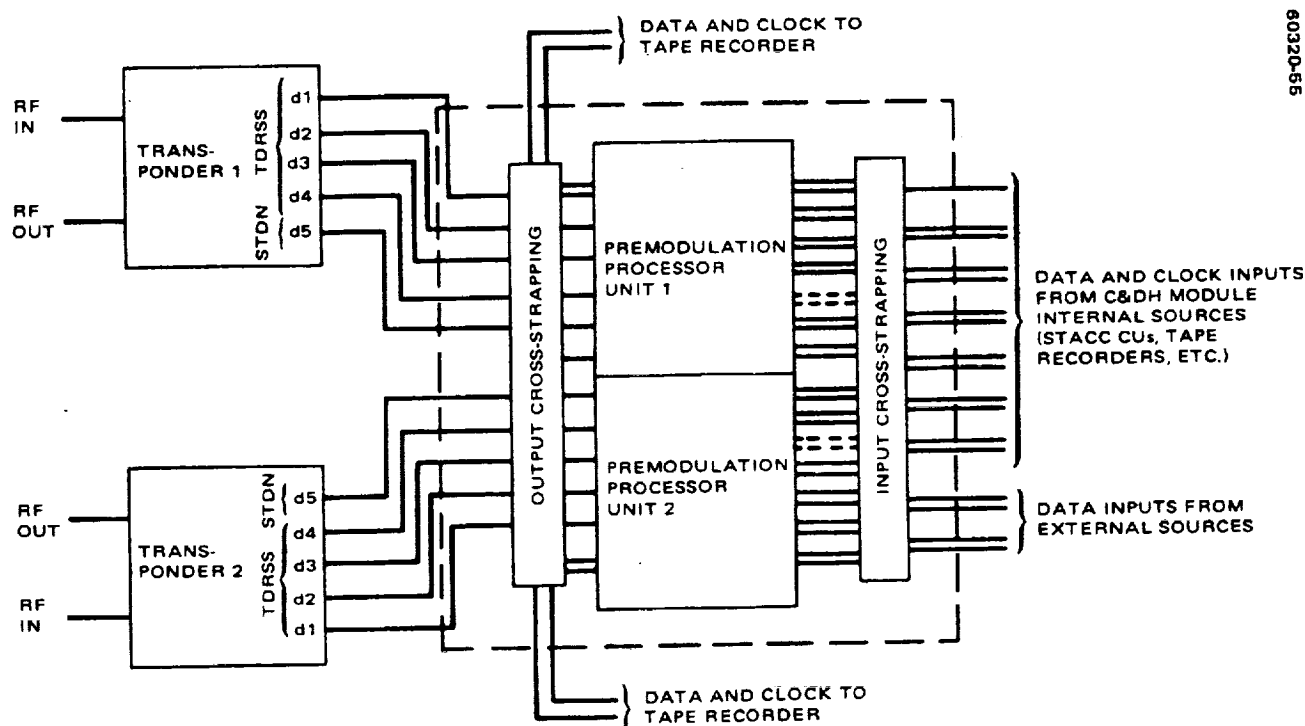 60320-55
DATA AND CLOCK TO
TAPE RECORDER
RF
IN
RF
OUT
TRANS-
PONDER 1
TDRSS
STDN
d1
d2
d3
d4
d5
OUTPUT CROSS-STRAPPING
PREMODULATION
PROCESSOR
UNIT 1
PREMODULATION
PROCESSOR
UNIT 2
INPUT CROSS-STRAPPING
DATA AND CLOCK INPUTS
FROM C&DH MODULE
INTERNAL SOURCES
(STACC CUs, TAPE
RECORDERS, ETC.)
DATA INPUTS FROM
EXTERNAL SOURCES
RF
OUT
RF
IN
TRANS-
PONDER 2
STDN
TDRSS
d5
d4
d3
d2
d1
DATA AND CLOCK TO
TAPE RECORDER